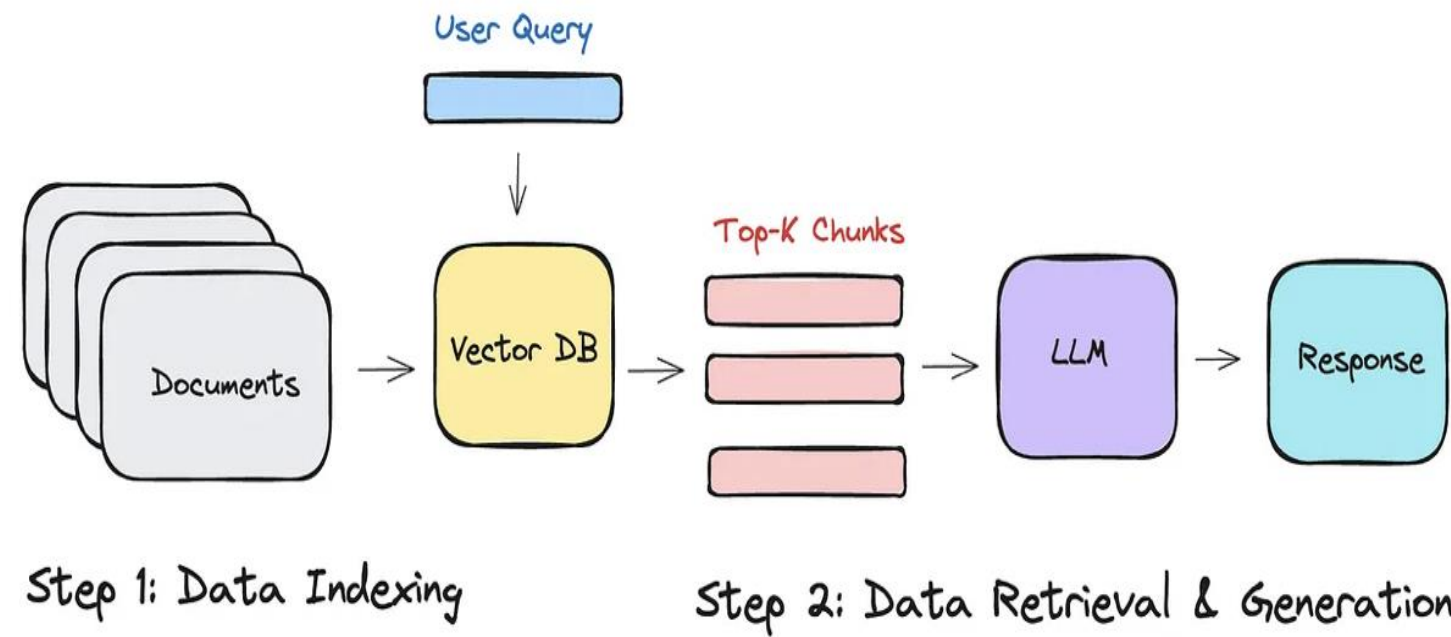 User Query
Top-K Chunks
Documents
Vector DB
LLM
Response
Step 1: Data Indexing
Step 2: Data Retrieval & Generation